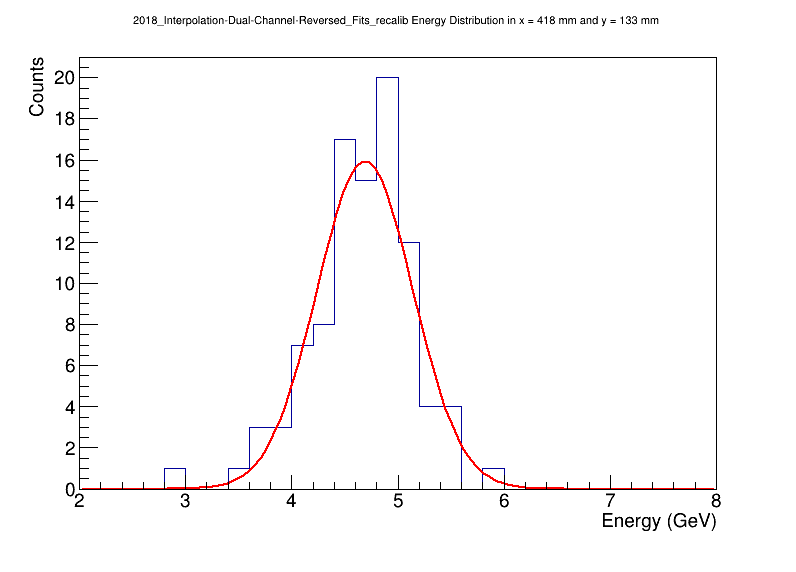 2018_Interpolation-Dual-Channel-Reversed_Fits_recalib Energy Distribution in x = 418 mm and y = 133 mm
Counts
20
18
16
14
12
10
8
6
4
2
0
2 3 4 5 6 7 8
Energy (GeV)